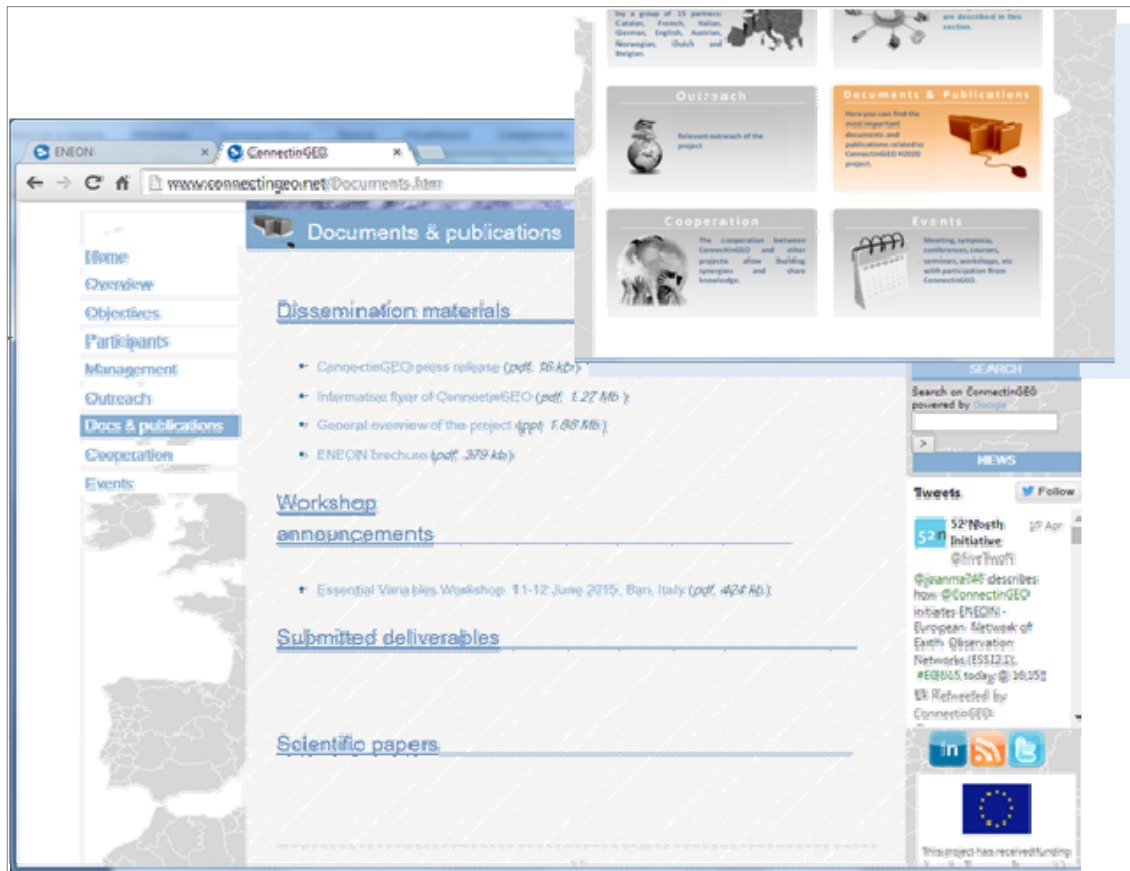 by a group of 15 partners:
Catalan, French, Italian,
German, English, Austrian,
Norwegian, Dutch and
Belgian.
are described in this
section.
Outreach
Relevant outreach of the
project
Documents & Publications
Here you can find the
most important
documents and
publications related to
ConnectinGEO H2020
project.
Cooperation
The cooperation between
ConnectinGEO and other
projects allow building
synergies and share
knowledge.
Events
Meeting, symposia,
conferences, courses,
seminars, workshops, etc
with participation from
ConnectinGEO.
ENEON
ConnectinGEO
www.connectingeo.net/Documents.htm
Home
Overview
Objectives
Participants
Management
Outreach
Docs & publications
Cooperation
Events
Documents & publications
Dissemination materials
ConnectinGEO press release (pdf, 16 kb)
Information flyer of ConnectinGEO (pdf, 1.27 Mb)
General overview of the project (ppt, 1.88 Mb)
ENEON brochure (pdf, 379 kb)
Workshop
announcements
Essential Variables Workshop, 11-12 June 2015, Bari, Italy (pdf, 424 kb)
Submitted deliverables
Scientific papers
SEARCH
Search on ConnectinGEO
powered by Google
>
NEWS
Tweets
Follow
52n
52°North
Initiative
@FiveTwoN
Apr
describes
how @ConnectinGEO
initiates ENEON -
European Network of
Earth Observation
Networks
today @
Retweeted by
ConnectinGEO
in
This project has received funding